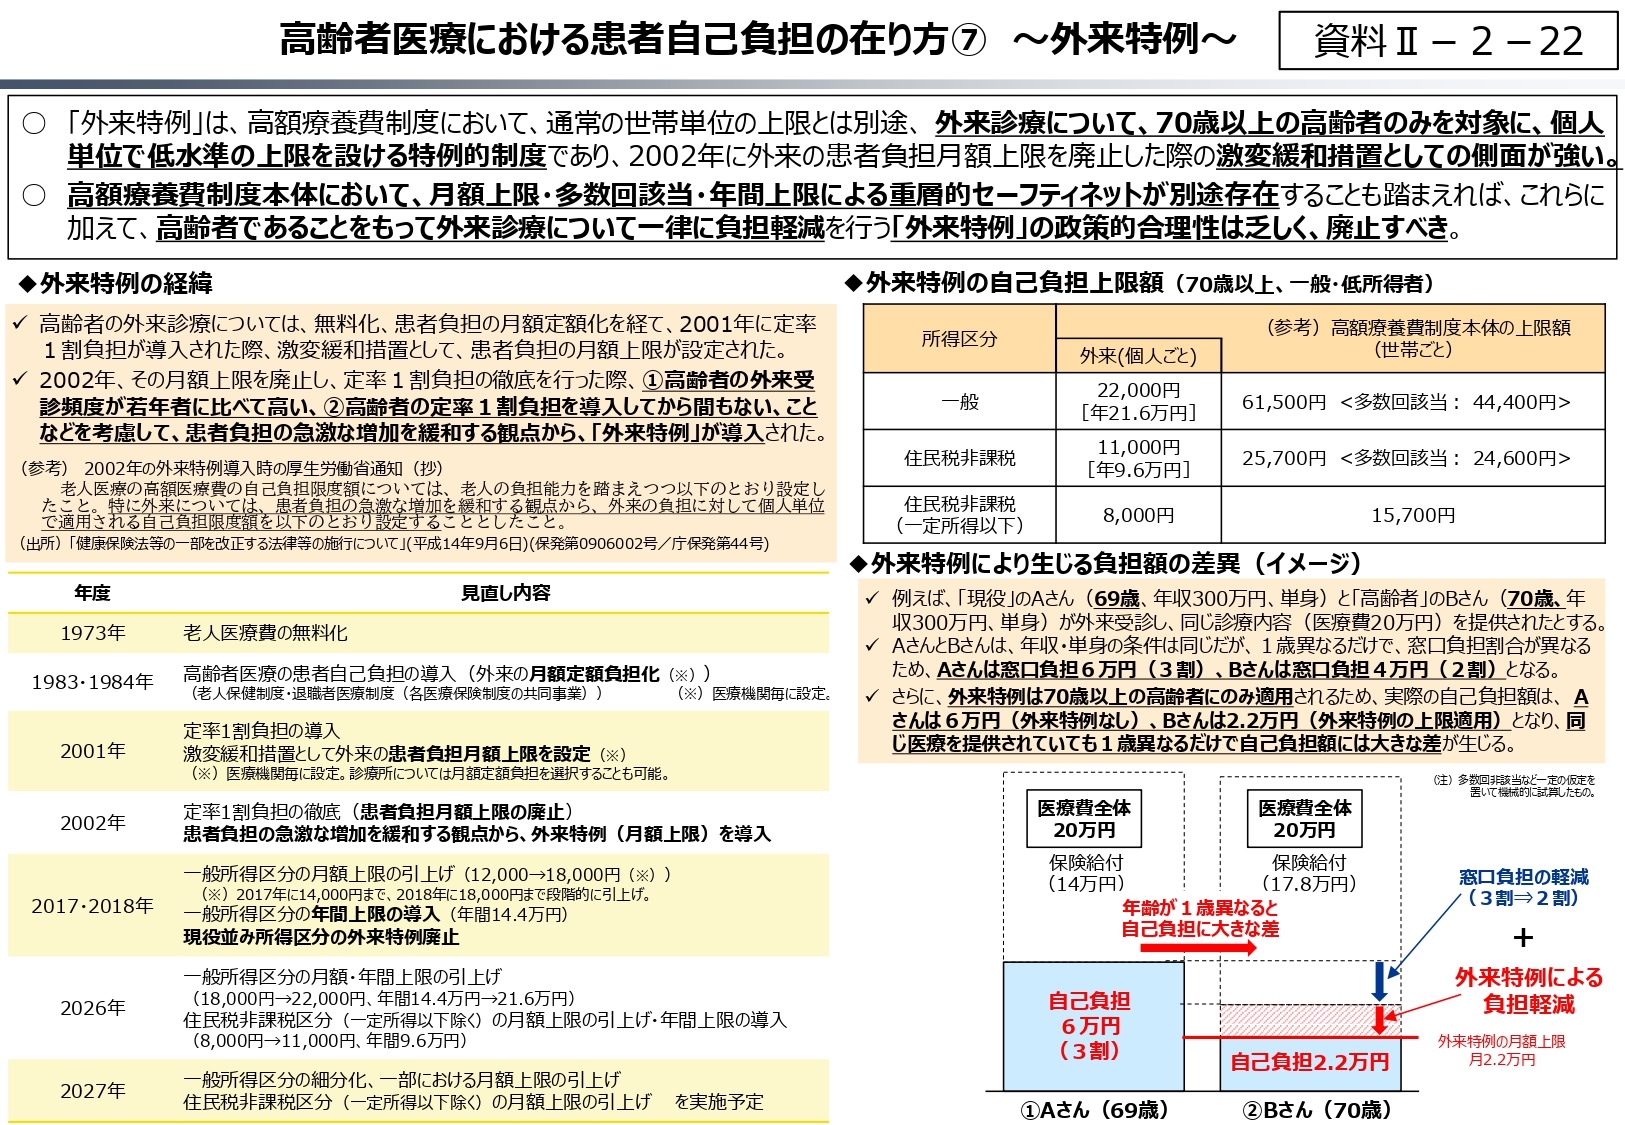 高齢者医療における患者自己負担の在り方⑦　～外来特例～
資料Ⅱ－２－22
○　「外来特例」は、高額療養費制度において、通常の世帯単位の上限とは別途、外来診療について、70歳以上の高齢者のみを対象に、個人
単位で低水準の上限を設ける特例的制度であり、2002年に外来の患者負担月額上限を廃止した際の激変緩和措置としての側面が強い。
○　高額療養費制度本体において、月額上限・多数回該当・年間上限による重層的セーフティネットが別途存在することも踏まえれば、これらに
加えて、高齢者であることをもって外来診療について一律に負担軽減を行う「外来特例」の政策的合理性は乏しく、廃止すべき。
◆外来特例の経緯
✓ 高齢者の外来診療については、無料化、患者負担の月額定額化を経て、2001年に定率
１割負担が導入された際、激変緩和措置として、患者負担の月額上限が設定された。
✓ 2002年、その月額上限を廃止し、定率１割負担の徹底を行った際、①高齢者の外来受
診頻度が若年者に比べて高い、②高齢者の定率１割負担を導入してから間もない、こと
などを考慮して、患者負担の急激な増加を緩和する観点から、「外来特例」が導入された。
（参考）　2002年の外来特例導入時の厚生労働省通知（抄）
老人医療の高額医療費の自己負担限度額については、老人の負担能力を踏まえつつ以下のとおり設定し
たこと。特に外来については、患者負担の急激な増加を緩和する観点から、外来の負担に対して個人単位
で適用される自己負担限度額を以下のとおり設定することとしたこと。
（出所）「健康保険法等の一部を改正する法律等の施行について」(平成14年9月6日)(保発第0906002号／庁保発第44号)
年度　見直し内容
1973年　老人医療費の無料化
1983・1984年　高齢者医療の患者自己負担の導入（外来の月額定額負担化（※））
（老人保健制度・退職者医療制度（各医療保険制度の共同事業））　（※）医療機関毎に設定。
2001年　定率1割負担の導入
激変緩和措置として外来の患者負担月額上限を設定（※）
（※）医療機関毎に設定。診療所については月額定額負担を選択することも可能。
2002年　定率1割負担の徹底（患者負担月額上限の廃止）
患者負担の急激な増加を緩和する観点から、外来特例（月額上限）を導入
2017・2018年　一般所得区分の月額上限の引上げ（12,000→18,000円（※））
（※）2017年に14,000円まで、2018年に18,000円まで段階的に引上げ。
一般所得区分の年間上限の導入（年間14.4万円）
現役並み所得区分の外来特例廃止
2026年　一般所得区分の月額・年間上限の引上げ
（18,000円→22,000円、年間14.4万円→21.6万円）
住民税非課税区分（一定所得以下除く）の月額上限の引上げ・年間上限の導入
（8,000円→11,000円、年間9.6万円）
2027年　一般所得区分の細分化、一部における月額上限の引上げ
住民税非課税区分（一定所得以下除く）の月額上限の引上げ　を実施予定
◆外来特例の自己負担上限額（70歳以上、一般・低所得者）
所得区分　外来(個人ごと)　（参考）高額療養費制度本体の上限額
（世帯ごと）
一般　22,000円
［年21.6万円］　61,500円　<多数回該当： 44,400円>
住民税非課税　11,000円
［年9.6万円］　25,700円　<多数回該当： 24,600円>
住民税非課税
（一定所得以下）　8,000円　15,700円
◆外来特例により生じる負担額の差異（イメージ）
✓ 例えば、「現役」のAさん（69歳、年収300万円、単身）と「高齢者」のBさん（70歳、年
収300万円、単身）が外来受診し、同じ診療内容（医療費20万円）を提供されたとする。
✓ AさんとBさんは、年収・単身の条件は同じだが、１歳異なるだけで、窓口負担割合が異なる
ため、Aさんは窓口負担６万円（３割）、Bさんは窓口負担４万円（２割）となる。
✓ さらに、外来特例は70歳以上の高齢者にのみ適用されるため、実際の自己負担額は、A
さんは６万円（外来特例なし）、Bさんは2.2万円（外来特例の上限適用）となり、同
じ医療を提供されていても１歳異なるだけで自己負担額には大きな差が生じる。
（注）多数回非該当など一定の仮定を
置いて機械的に試算したもの。
医療費全体
20万円
保険給付
（14万円）
医療費全体
20万円
保険給付
（17.8万円）
年齢が１歳異なると
自己負担に大きな差
窓口負担の軽減
（３割⇒２割）
＋
外来特例による
負担軽減
自己負担
６万円
（３割）
自己負担2.2万円
外来特例の月額上限
月2.2万円
①Aさん（69歳）
②Bさん（70歳）